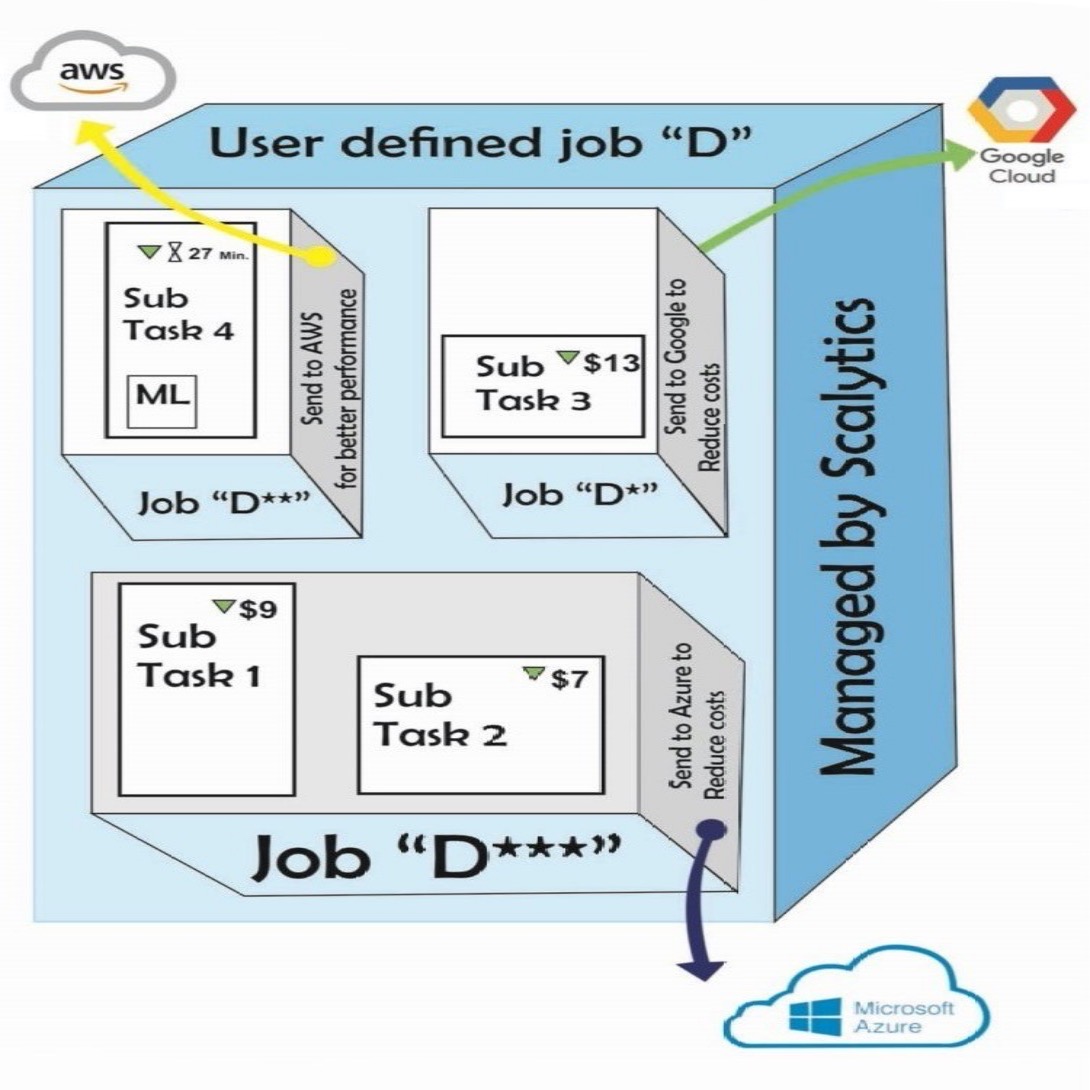 aws
User defined job “D”
Google
Cloud
27 Min.
Sub
Task 4
ML
Send to AWS
for better performance
Job “D**”
Sub $13
Task 3
Send to Google to
Reduce costs
Job “D*”
Managed by Scalytics
$9
Sub
Task 1
$7
Sub
Task 2
Send to Azure to
Reduce costs
Job “D***”
Microsoft
Azure